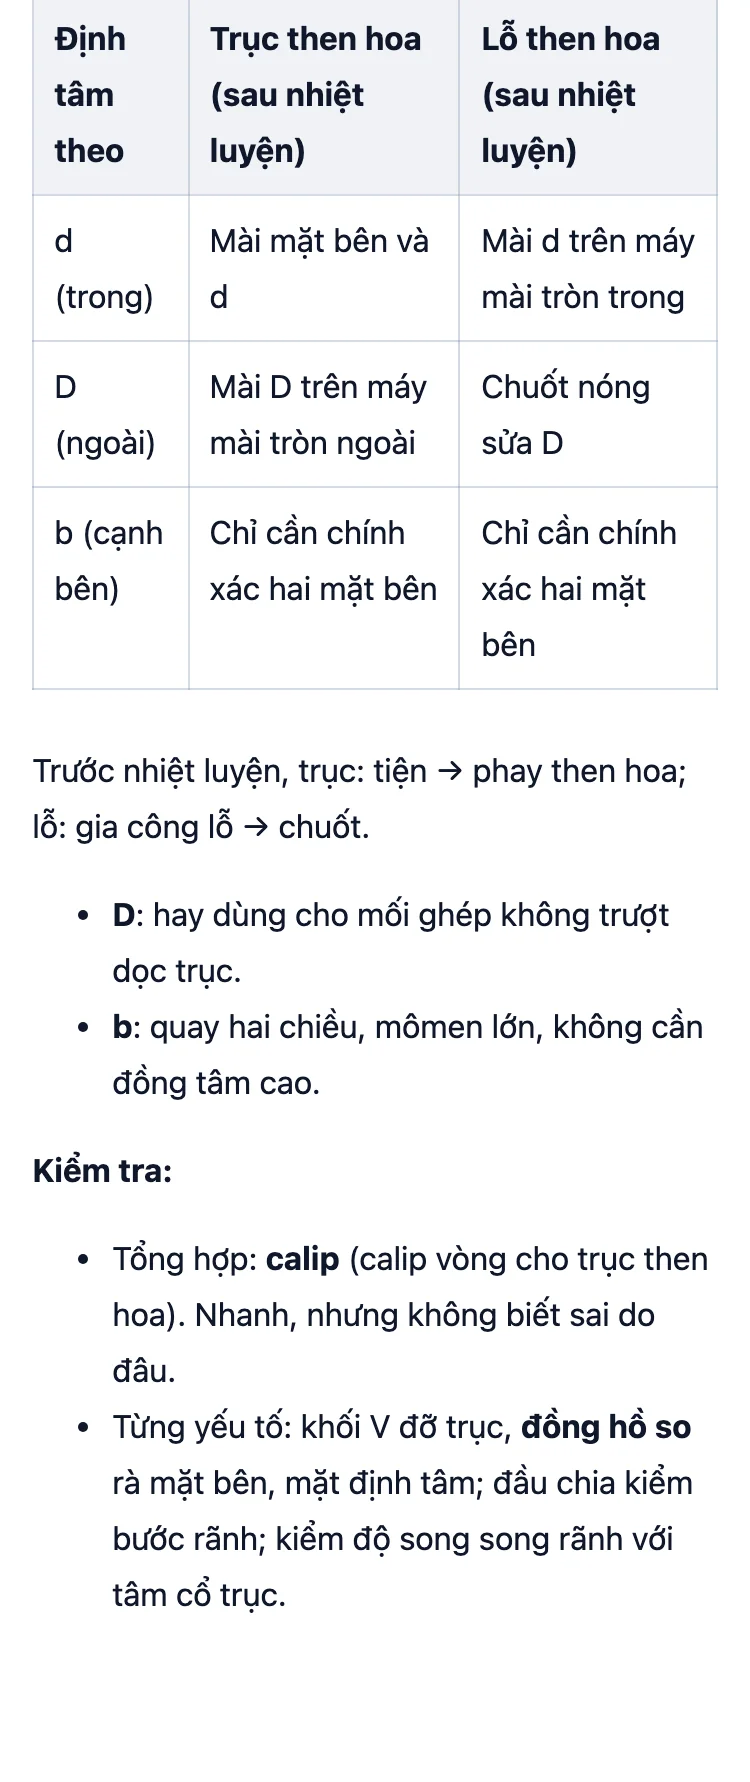 Định tâm theo
Trục then hoa (sau nhiệt luyện)
Lỗ then hoa (sau nhiệt luyện)
d (trong)
Mài mặt bên và d
Mài d trên máy mài tròn trong
D (ngoài)
Mài D trên máy mài tròn ngoài
Chuốt nóng sửa D
b (cạnh bên)
Chỉ cần chính xác hai mặt bên
Chỉ cần chính xác hai mặt bên
Trước nhiệt luyện, trục: tiện → phay then hoa;
lỗ: gia công lỗ → chuốt.
• D: hay dùng cho mối ghép không trượt
dọc trục.
• b: quay hai chiều, mômen lớn, không cần
đồng tâm cao.
Kiểm tra:
• Tổng hợp: calip (calip vòng cho trục then
hoa). Nhanh, nhưng không biết sai do
đâu.
• Từng yếu tố: khối V đỡ trục, đồng hồ so
rà mặt bên, mặt định tâm; đầu chia kiểm
bước rãnh; kiểm độ song song rãnh với
tâm cổ trục.